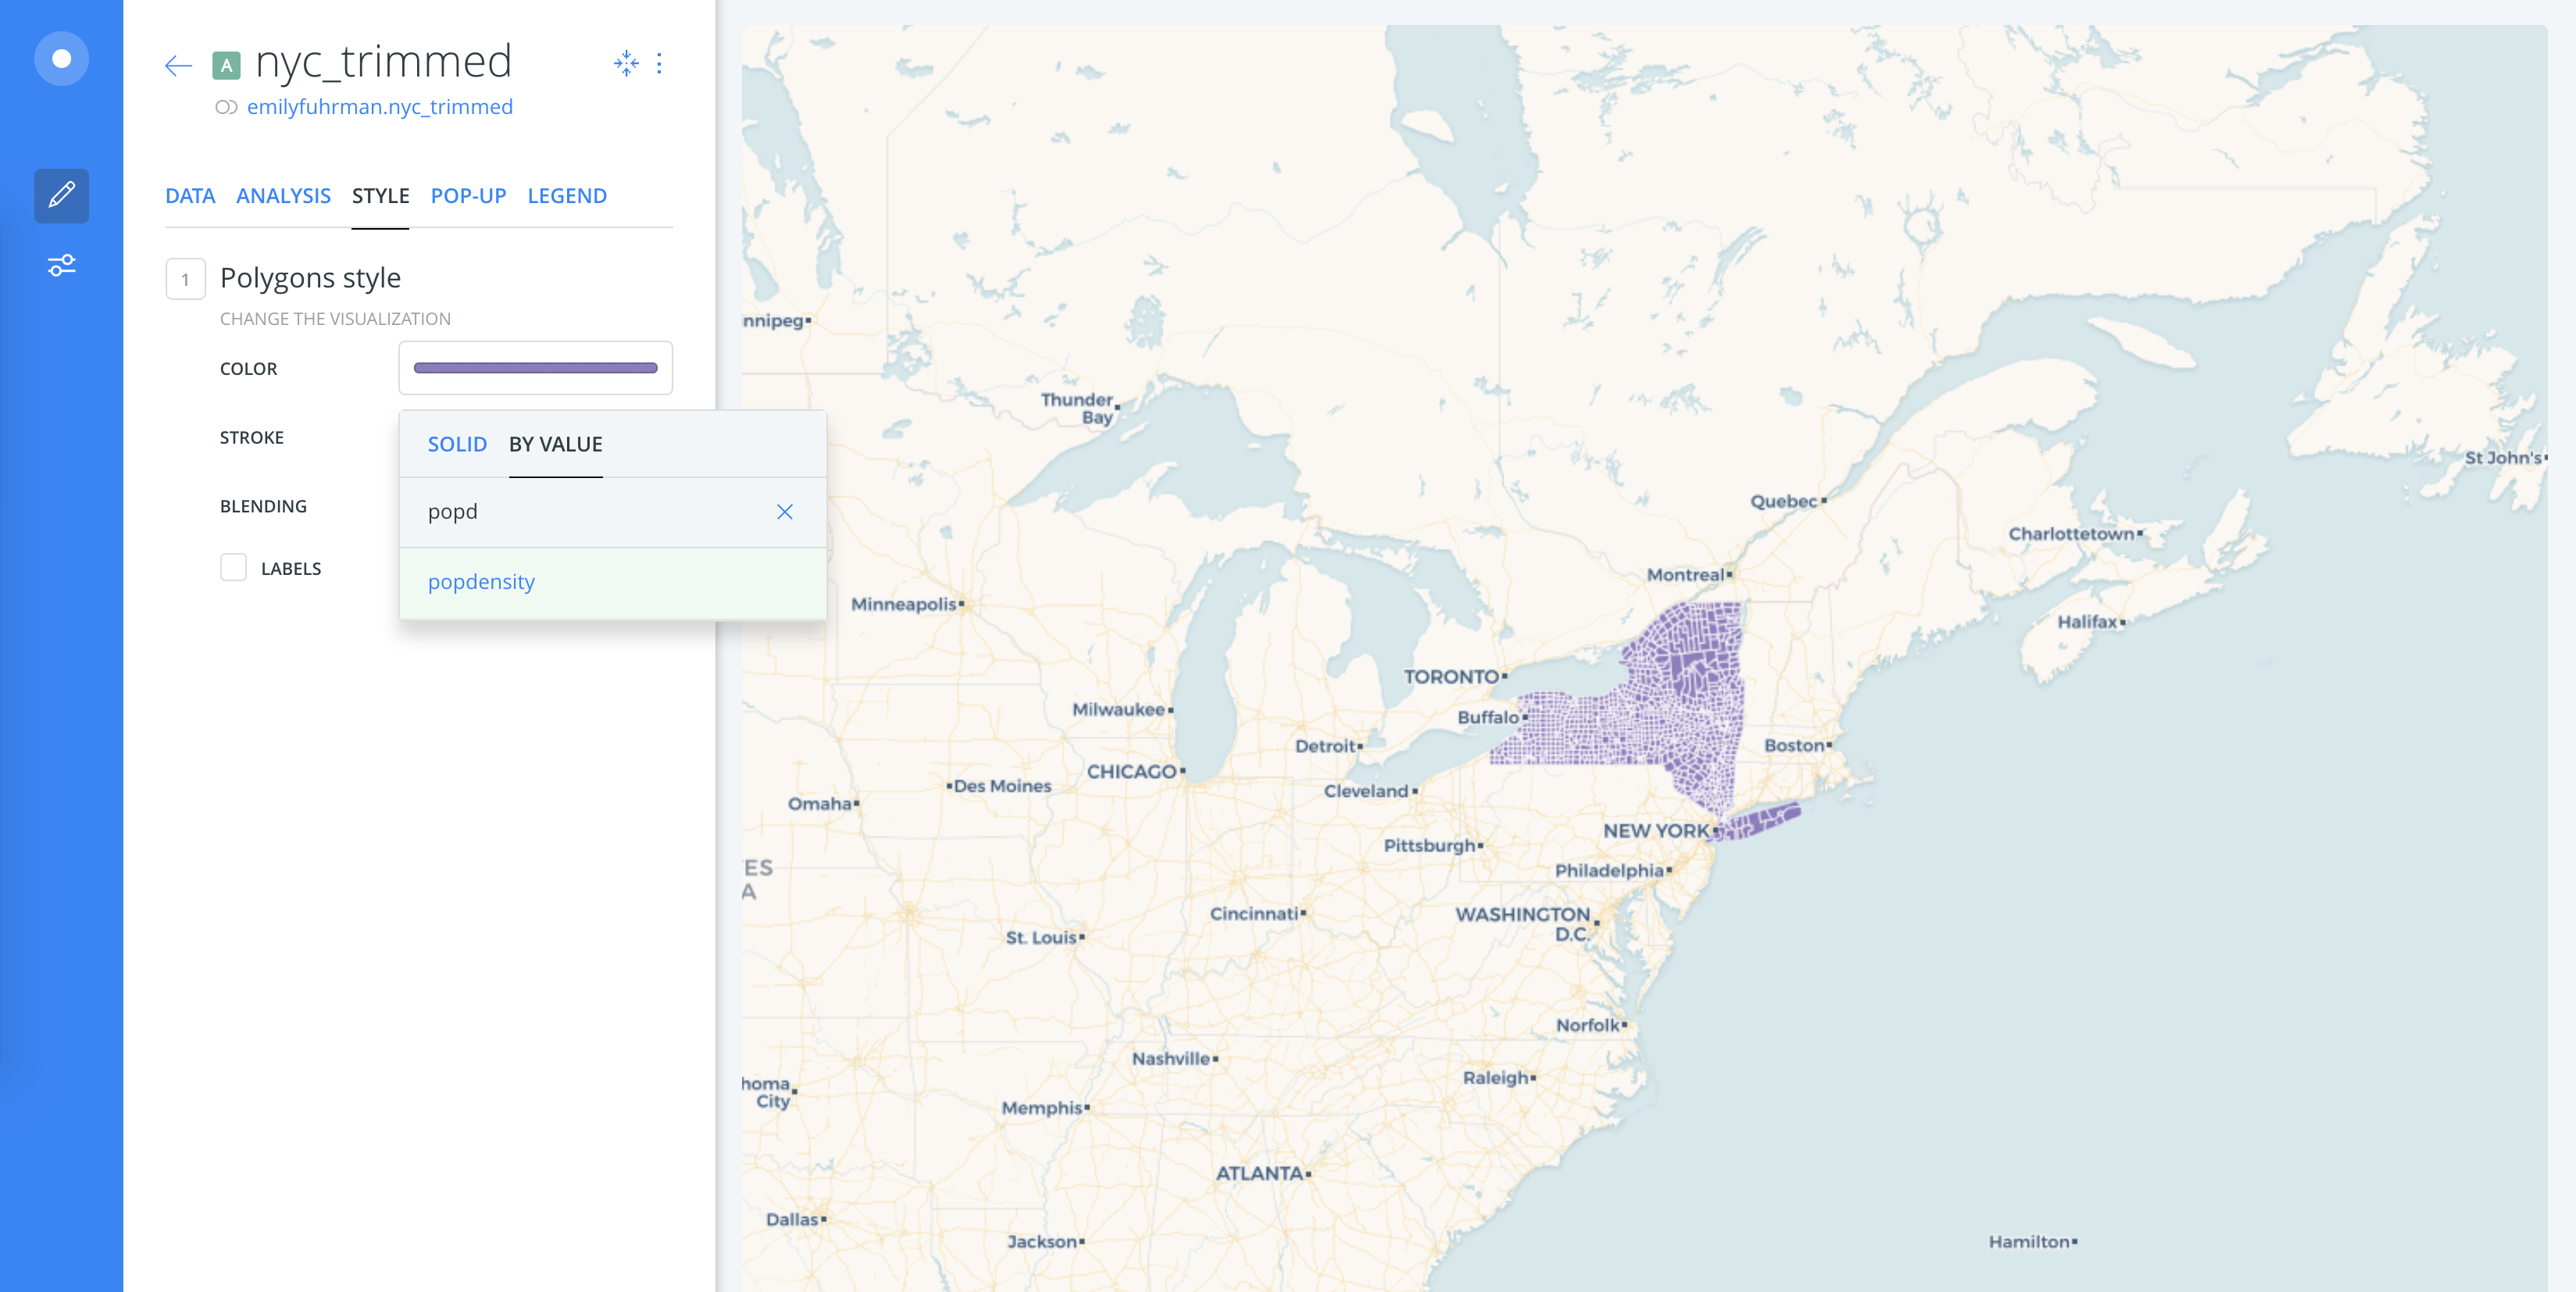 A nyc_trimmed
emilyfuhrman.nyc_trimmed
DATA ANALYSIS STYLE POP-UP LEGEND
1 Polygons style
CHANGE THE VISUALIZATION
COLOR
STROKE
BLENDING
LABELS
SOLID BY VALUE
popd
popdensity
nnipeg
Thunder
Bay
St John's
Quebec
Charlottetown
Montreal
Minneapolis
Halifax
TORONTO
Milwaukee
Buffalo
Detroit
Boston
CHICAGO
Des Moines
Cleveland
Omaha
NEW YORK
Pittsburgh
ES
A
Philadelphia
Cincinnati
WASHINGTON
D.C.
St. Louis
Norfolk
Nashville
Raleigh
homa
City
Memphis
ATLANTA
Dallas
Jackson
Hamilton